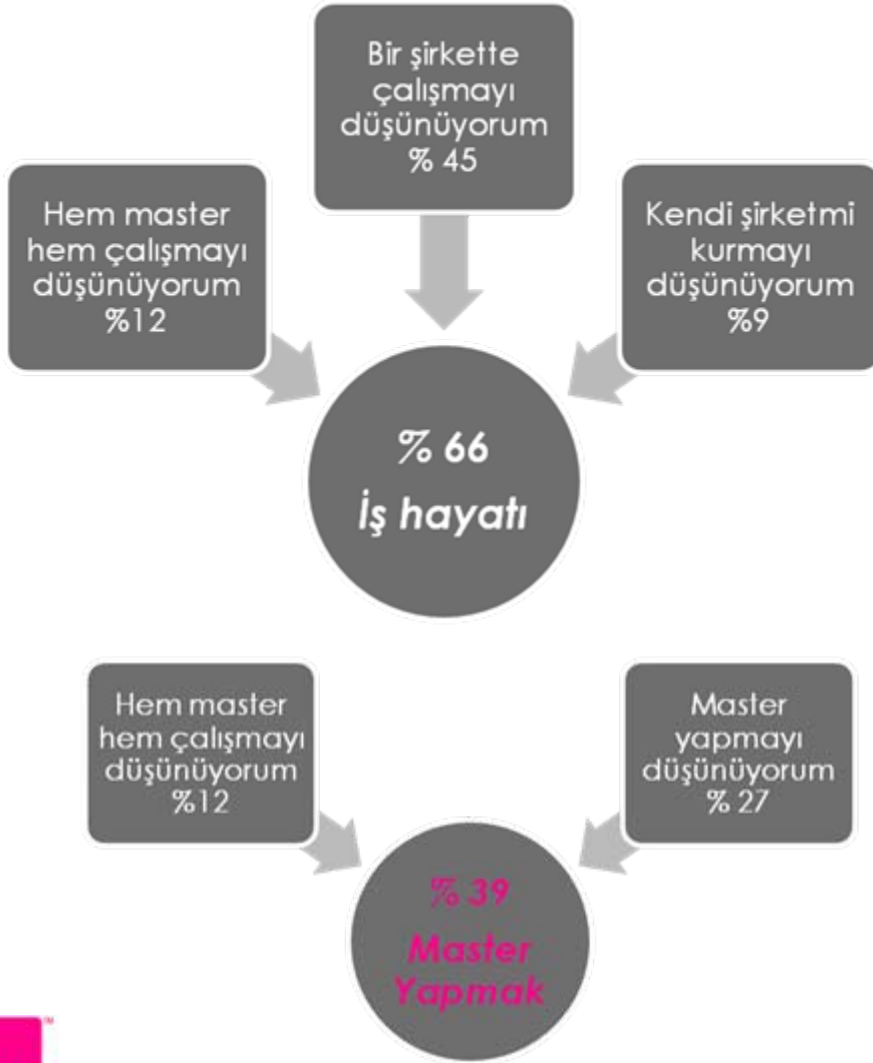 Bir şirkette
çalışmayı
düşünüyorum
% 45
Hem master
hem çalışmayı
düşünüyorum
%12
Kendi şirketmi
kurmayı
düşünüyorum
%9
% 66
İş hayatı
Hem master
hem çalışmayı
düşünüyorum
%12
Master
yapmayı
düşünüyorum
% 27
% 39
Master
Yapmak
™